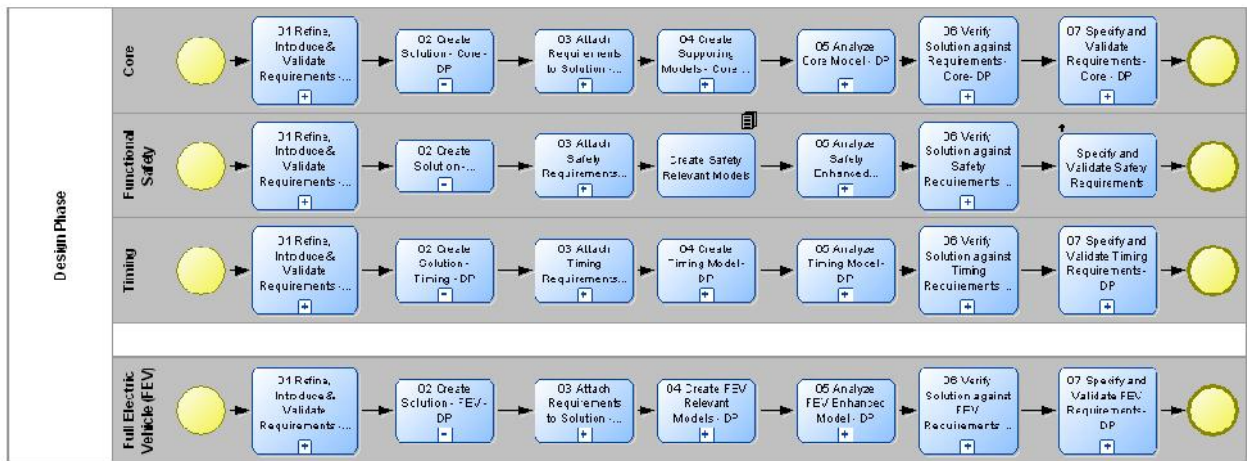 Design Phase
Core
01 Refine,
Introduce &
Validate
Requirements -...
02 Create
Solution - Core -
DP
03 Attach
Requirements
to Solution -...
04 Create
Supporting
Models - Core ...
05 Analyze
Core Model - DP
06 Verify
Solution against
Requirements -
Core - DP
07 Specify and
Validate
Requirements -
Core - DP
Functional
Safety
01 Refine,
Introduce &
Validate
Requirements -...
02 Create
Solution -...
03 Attach
Safety
Requirements...
Create Safety
Relevant Models
05 Analyze
Safety
Enhanced...
06 Verify
Solution against
Safety
Requirements ...
Specify and
Validate Safety
Requirements
Timing
01 Refine,
Introduce &
Validate
Requirements -...
02 Create
Solution -
Timing - DP
03 Attach
Timing
Requirements...
04 Create
Timing Model -
DP
05 Analyze
Timing Model -
DP
06 Verify
Solution against
Timing
Requirements ...
07 Specify and
Validate Timing
Requirements -
DP
Full Electric
Vehicle (FEV)
01 Refine,
Introduce &
Validate
Requirements -...
02 Create
Solution - FEV -
DP
03 Attach
Requirements
to Solution -...
04 Create FEV
Relevant
Models - DP
05 Analyze
FEV Enhanced
Model - DP
06 Verify
Solution against
FEV
Requirements ...
07 Specify and
Validate FEV
Requirements -
DP